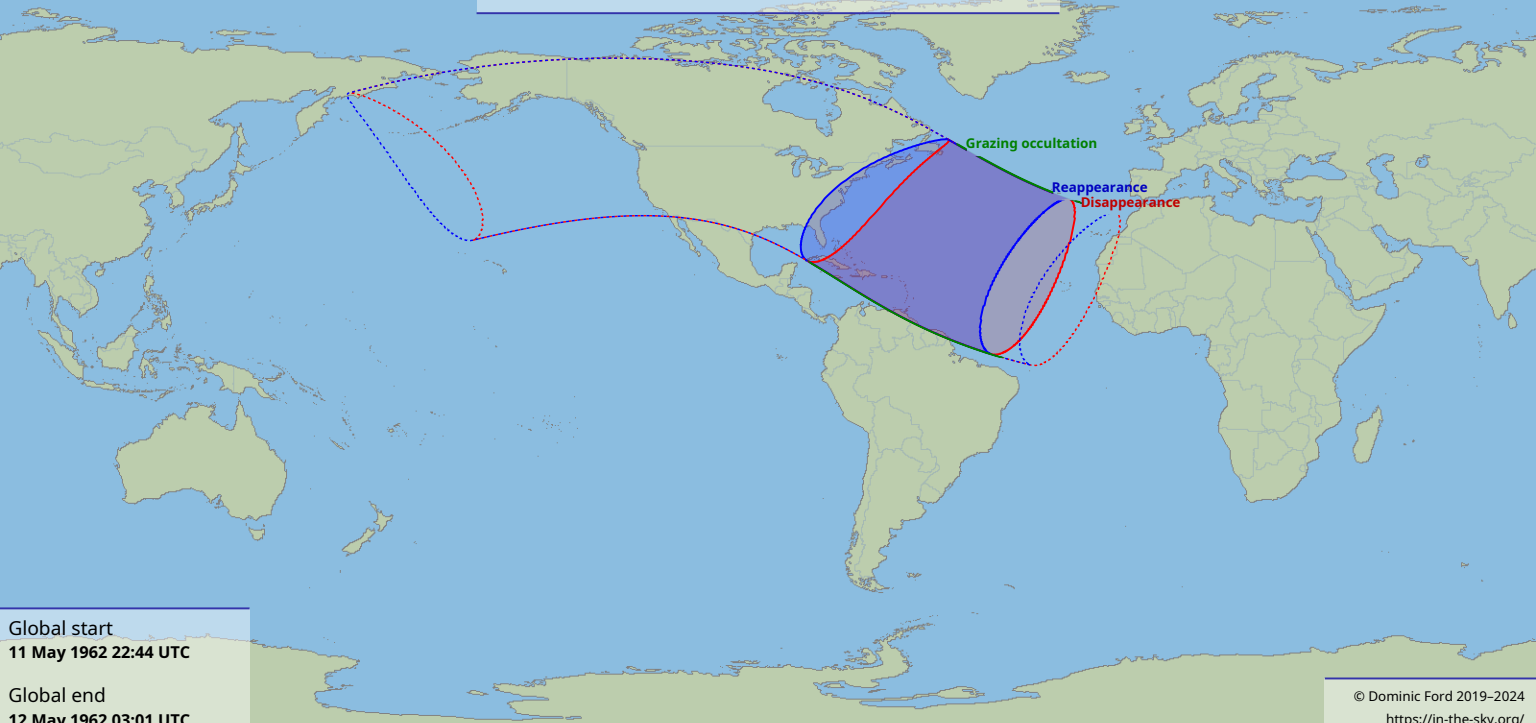 Grazing occultation
Reappearance
Disappearance
Global start
11 May 1962 22:44 UTC
Global end
12 May 1962 03:01 UTC
© Dominic Ford 2019–2024
https://in-the-sky.org/